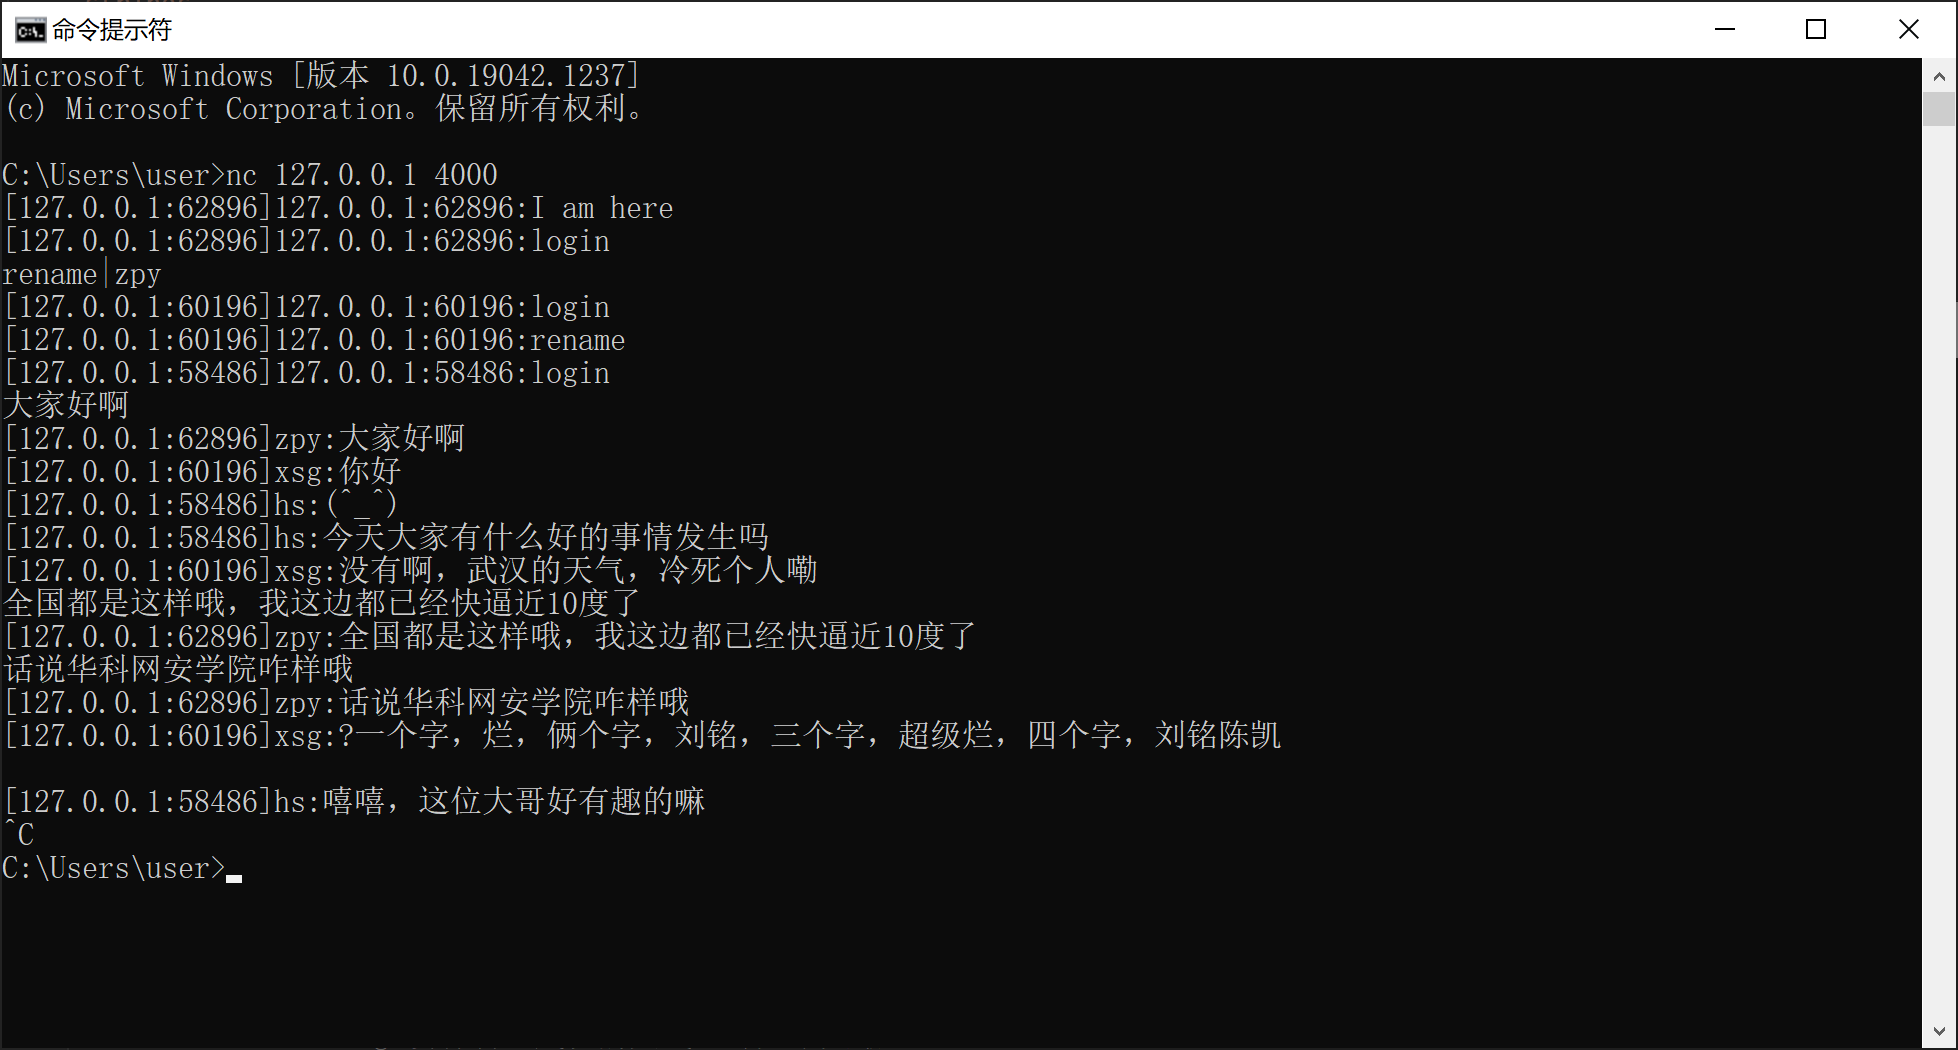 命令提示符
Microsoft Windows [版本 10.0.19042.1237]
(c) Microsoft Corporation。保留所有权利。
C:\Users\user>nc 127.0.0.1 4000
[127.0.0.1:62896]127.0.0.1:62896:I am here
[127.0.0.1:62896]127.0.0.1:62896:login
rename|zpy
[127.0.0.1:60196]127.0.0.1:60196:login
[127.0.0.1:60196]127.0.0.1:60196:rename
[127.0.0.1:58486]127.0.0.1:58486:login
大家好啊
[127.0.0.1:62896]zpy:大家好啊
[127.0.0.1:60196]xsg:你好
[127.0.0.1:58486]hs:(^_^)
[127.0.0.1:58486]hs:今天大家有什么好的事情发生吗
[127.0.0.1:60196]xsg:没有啊，武汉的天气，冷死个人嘞
全国都是这样哦，我这边都已经快逼近10度了
[127.0.0.1:62896]zpy:全国都是这样哦，我这边都已经快逼近10度了
话说华科网安学院咋样哦
[127.0.0.1:62896]zpy:话说华科网安学院咋样哦
[127.0.0.1:60196]xsg:?一个字，烂，俩个字，刘铭，三个字，超级烂，四个字，刘铭陈凯
[127.0.0.1:58486]hs:嘻嘻，这位大哥好有趣的嘛
^C
C:\Users\user>